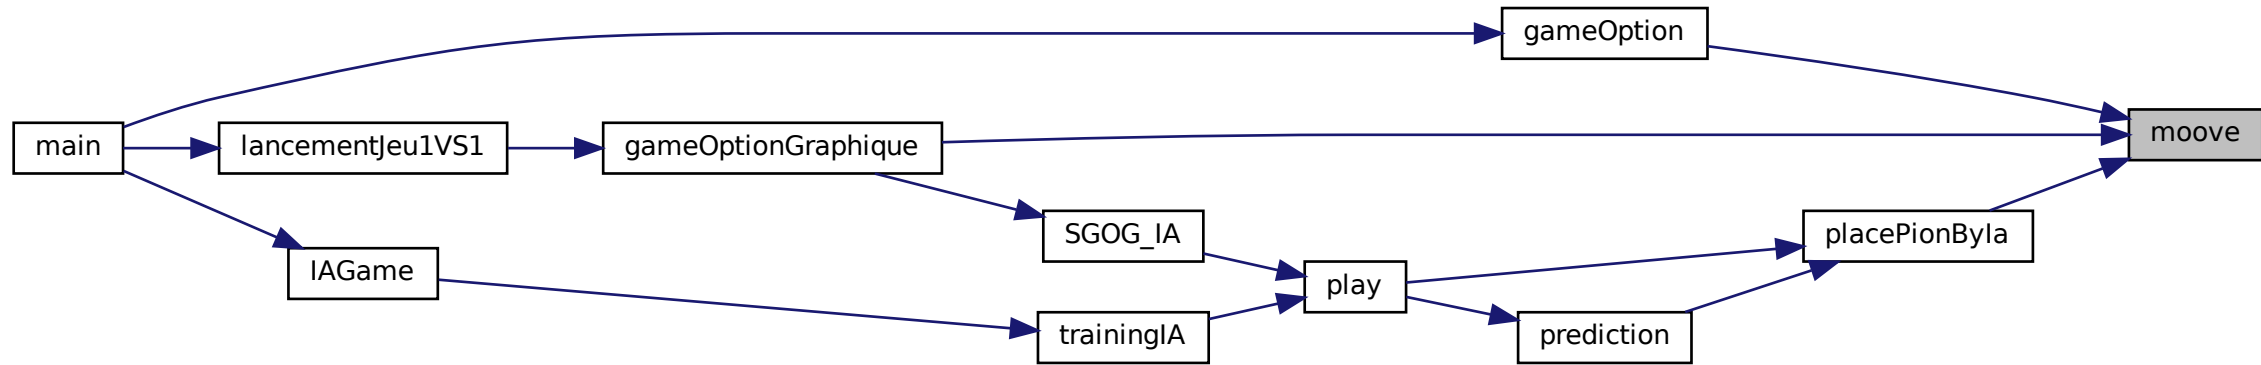 gameOption
moove
main
lancementJeu1VS1
gameOptionGraphique
SGOG_IA
placePionByIa
IAGame
play
trainingIA
prediction